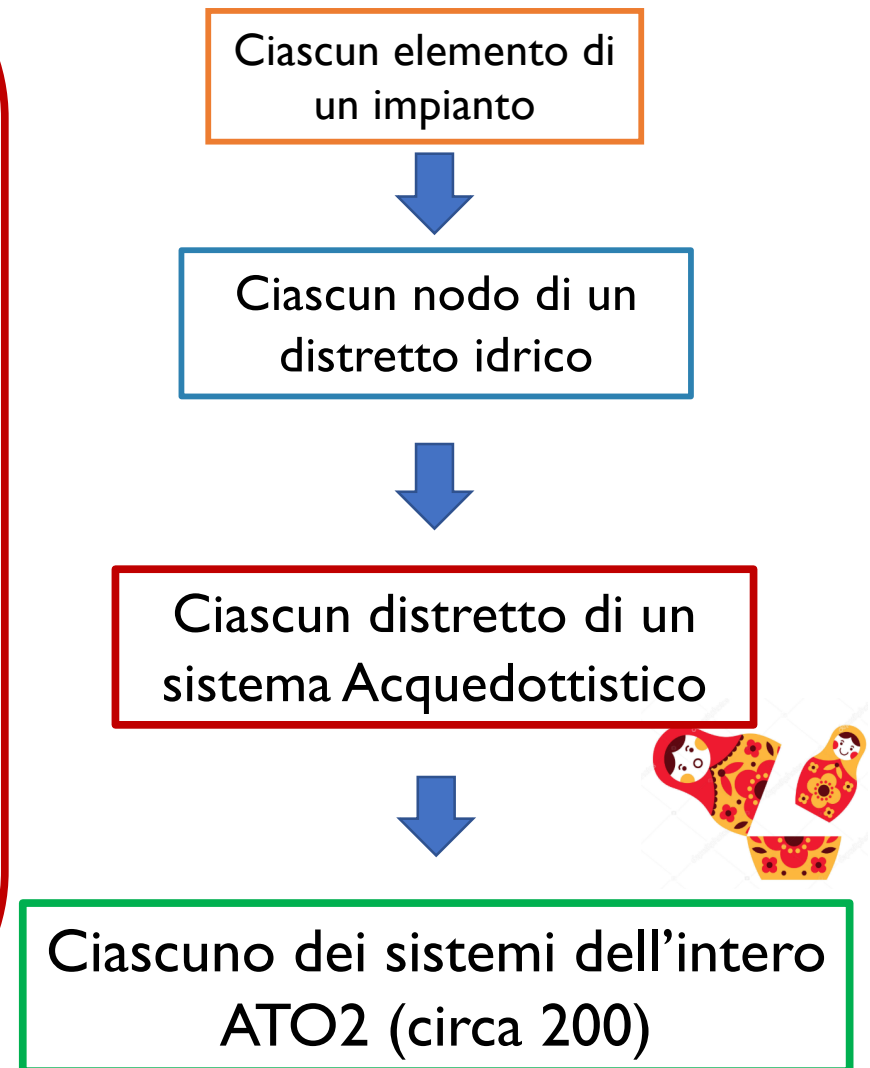 Ciascun elemento di
un impianto
Ciascun nodo di un
distretto idrico
Ciascun distretto di un
sistema Acquedottistico
Ciascuno dei sistemi dell’intero
ATO2 (circa 200)